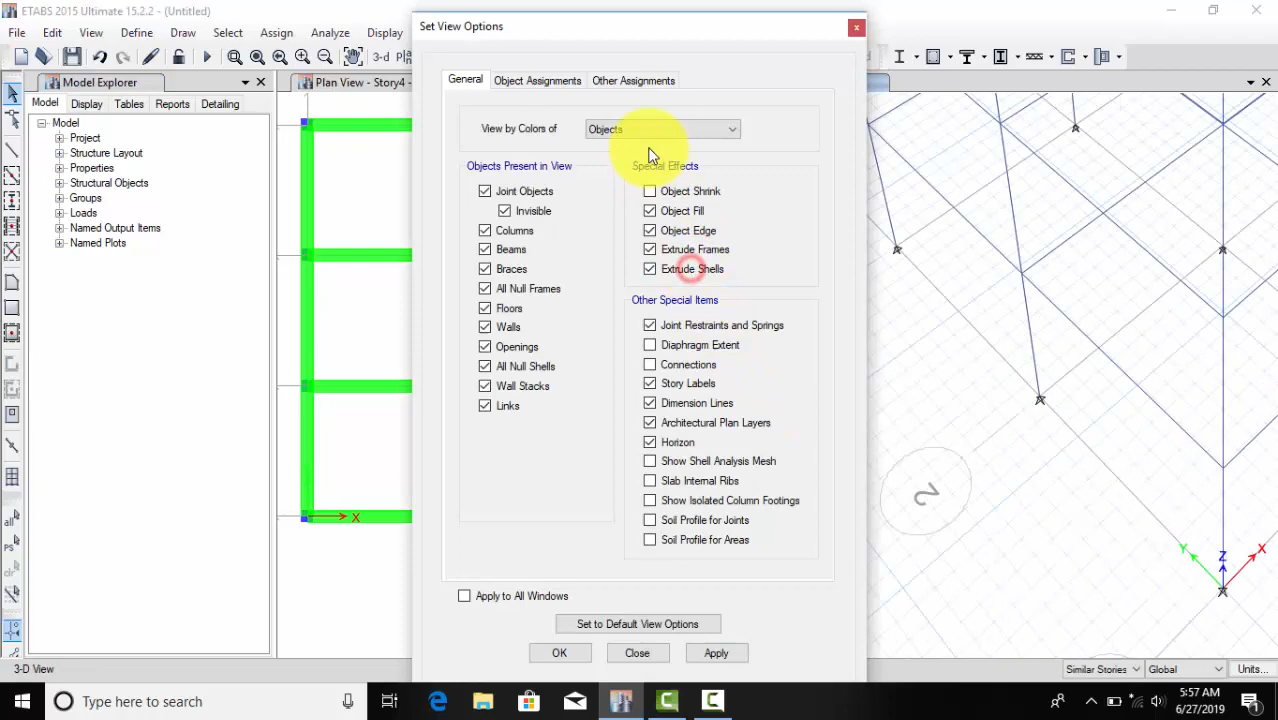 ETABS 2015 Ultimate 15.2.2 - (Untitled)
File Edit View Define Draw Select Assign Analyze Display
3-d
Model Explorer
Plan View - Story4
Model Display Tables Reports Detailing
Model
Project
Structure Layout
Properties
Structural Objects
Groups
Loads
Named Output Items
Named Plots
all
PS
dir
X
Set View Options
General Object Assignments Other Assignments
View by Colors of Objects
Objects Present in View
Joint Objects
Invisible
Columns
Beams
Braces
All Null Frames
Floors
Walls
Openings
All Null Shells
Wall Stacks
Links
Special Effects
Object Shrink
Object Fill
Object Edge
Extrude Frames
Extrude Shells
Other Special Items
Joint Restraints and Springs
Diaphragm Extent
Connections
Story Labels
Dimension Lines
Architectural Plan Layers
Horizon
Show Shell Analysis Mesh
Slab Internal Ribs
Show Isolated Column Footings
Soil Profile for Joints
Soil Profile for Areas
Apply to All Windows
Set to Default View Options
OK Close Apply
2
Y Z X
3-D View
Similar Stories Global Units...
Type here to search
5:57 AM
6/27/2019
1